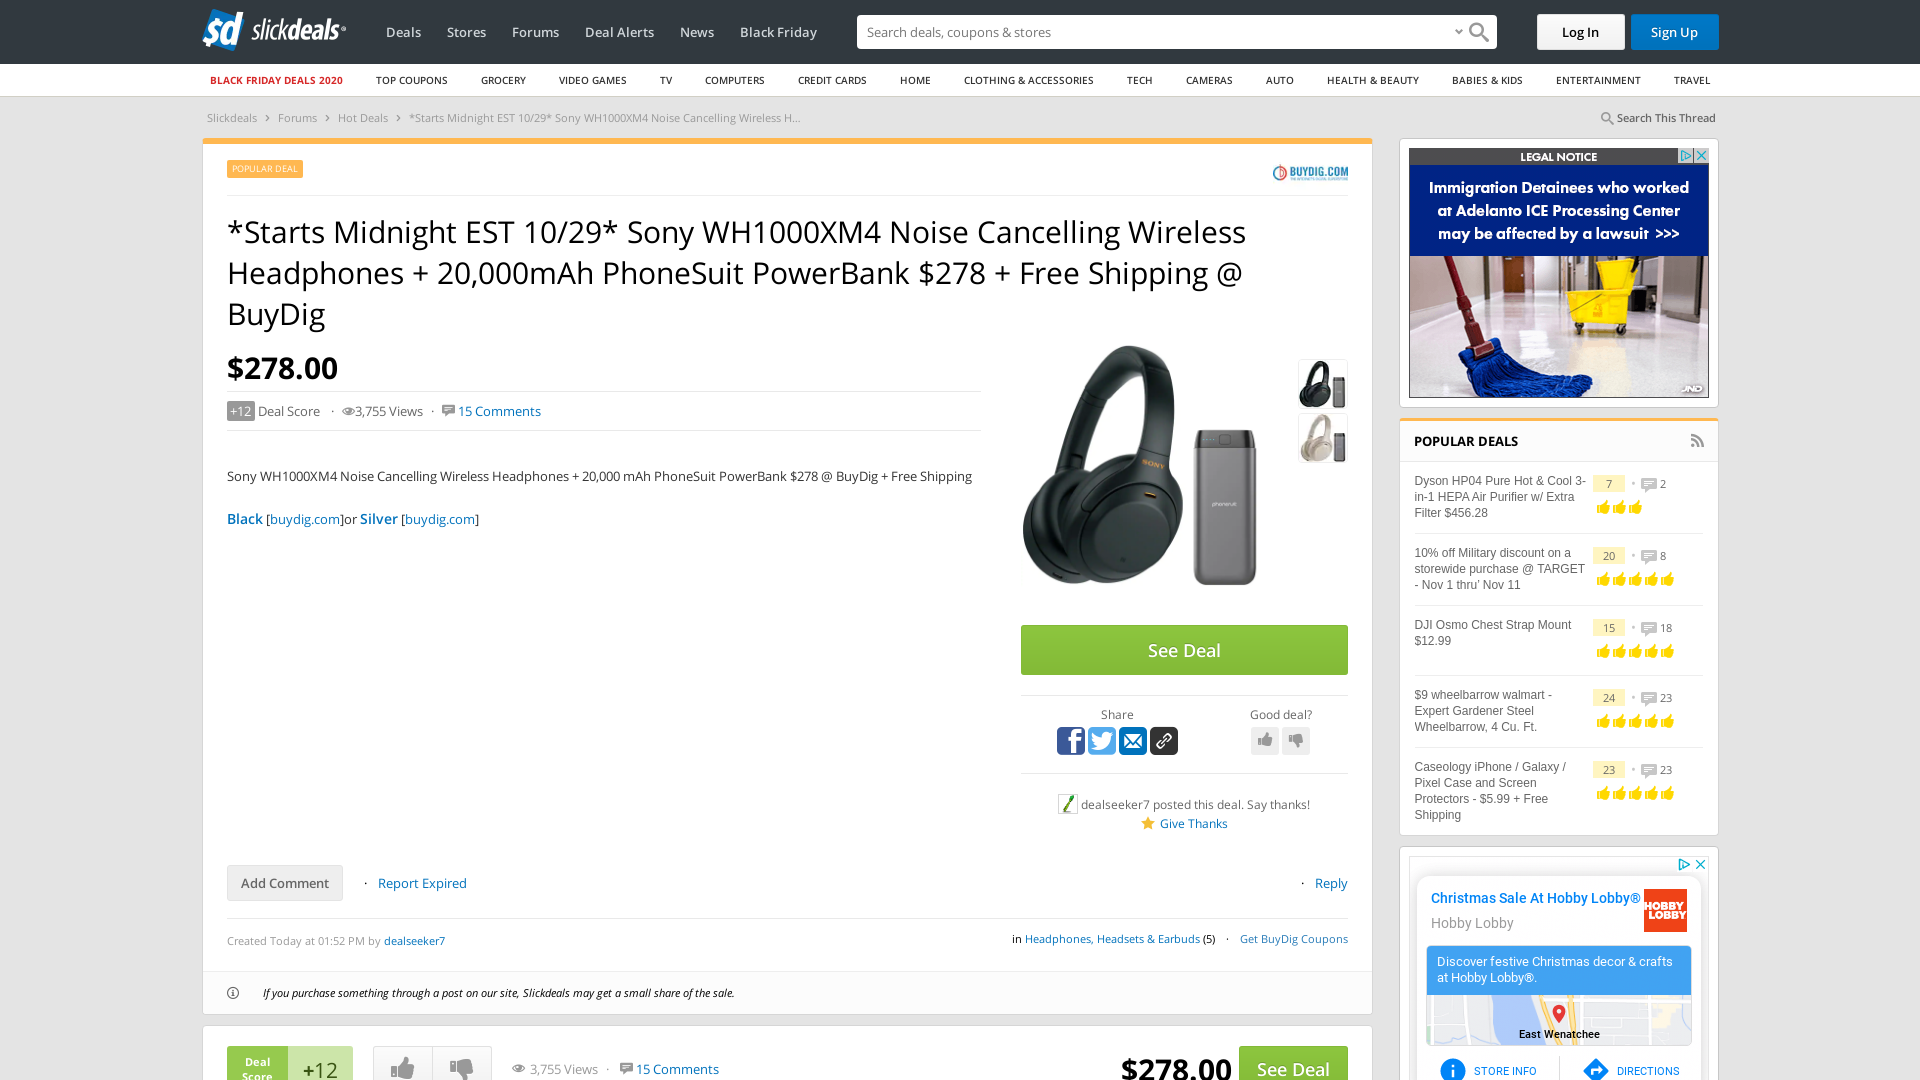 slickdeals
Deals
Stores
Forums
Deal Alerts
News
Black Friday
Search deals, coupons & stores
Log In
Sign Up
BLACK FRIDAY DEALS 2020
TOP COUPONS
GROCERY
VIDEO GAMES
TV
COMPUTERS
CREDIT CARDS
HOME
CLOTHING & ACCESSORIES
TECH
CAMERAS
AUTO
HEALTH & BEAUTY
BABIES & KIDS
ENTERTAINMENT
TRAVEL
Slickdeals › Forums › Hot Deals › *Starts Midnight EST 10/29* Sony WH1000XM4 Noise Cancelling Wireless H...
Search This Thread
POPULAR DEAL
BUYDIG.COM
*Starts Midnight EST 10/29* Sony WH1000XM4 Noise Cancelling Wireless
Headphones + 20,000mAh PhoneSuit PowerBank $278 + Free Shipping @
BuyDig
$278.00
+12 Deal Score · 3,755 Views · 15 Comments
Sony WH1000XM4 Noise Cancelling Wireless Headphones + 20,000 mAh PhoneSuit PowerBank $278 @ BuyDig + Free Shipping
Black [buydig.com]or Silver [buydig.com]
SONY
phonesuit
See Deal
Share
Good deal?
dealseeker7 posted this deal. Say thanks!
Give Thanks
Add Comment
· Report Expired
· Reply
Created Today at 01:52 PM by dealseeker7
in Headphones, Headsets & Earbuds (5) · Get BuyDig Coupons
If you purchase something through a post on our site, Slickdeals may get a small share of the sale.
Deal
Score
+12
3,755 Views · 15 Comments
$278.00
See Deal
LEGAL NOTICE
Immigration Detainees who worked
at Adelanto ICE Processing Center
may be affected by a lawsuit >>>
JND
POPULAR DEALS
Dyson HP04 Pure Hot & Cool 3-
in-1 HEPA Air Purifier w/ Extra
Filter $456.28
7 · 2
10% off Military discount on a
storewide purchase @ TARGET
- Nov 1 thru' Nov 11
20 · 8
DJI Osmo Chest Strap Mount
$12.99
15 · 18
$9 wheelbarrow walmart -
Expert Gardener Steel
Wheelbarrow, 4 Cu. Ft.
24 · 23
Caseology iPhone / Galaxy /
Pixel Case and Screen
Protectors - $5.99 + Free
Shipping
23 · 23
Christmas Sale At Hobby Lobby®
Hobby Lobby
HOBBY
LOBBY
Discover festive Christmas decor & crafts
at Hobby Lobby®.
East Wenatchee
STORE INFO
DIRECTIONS